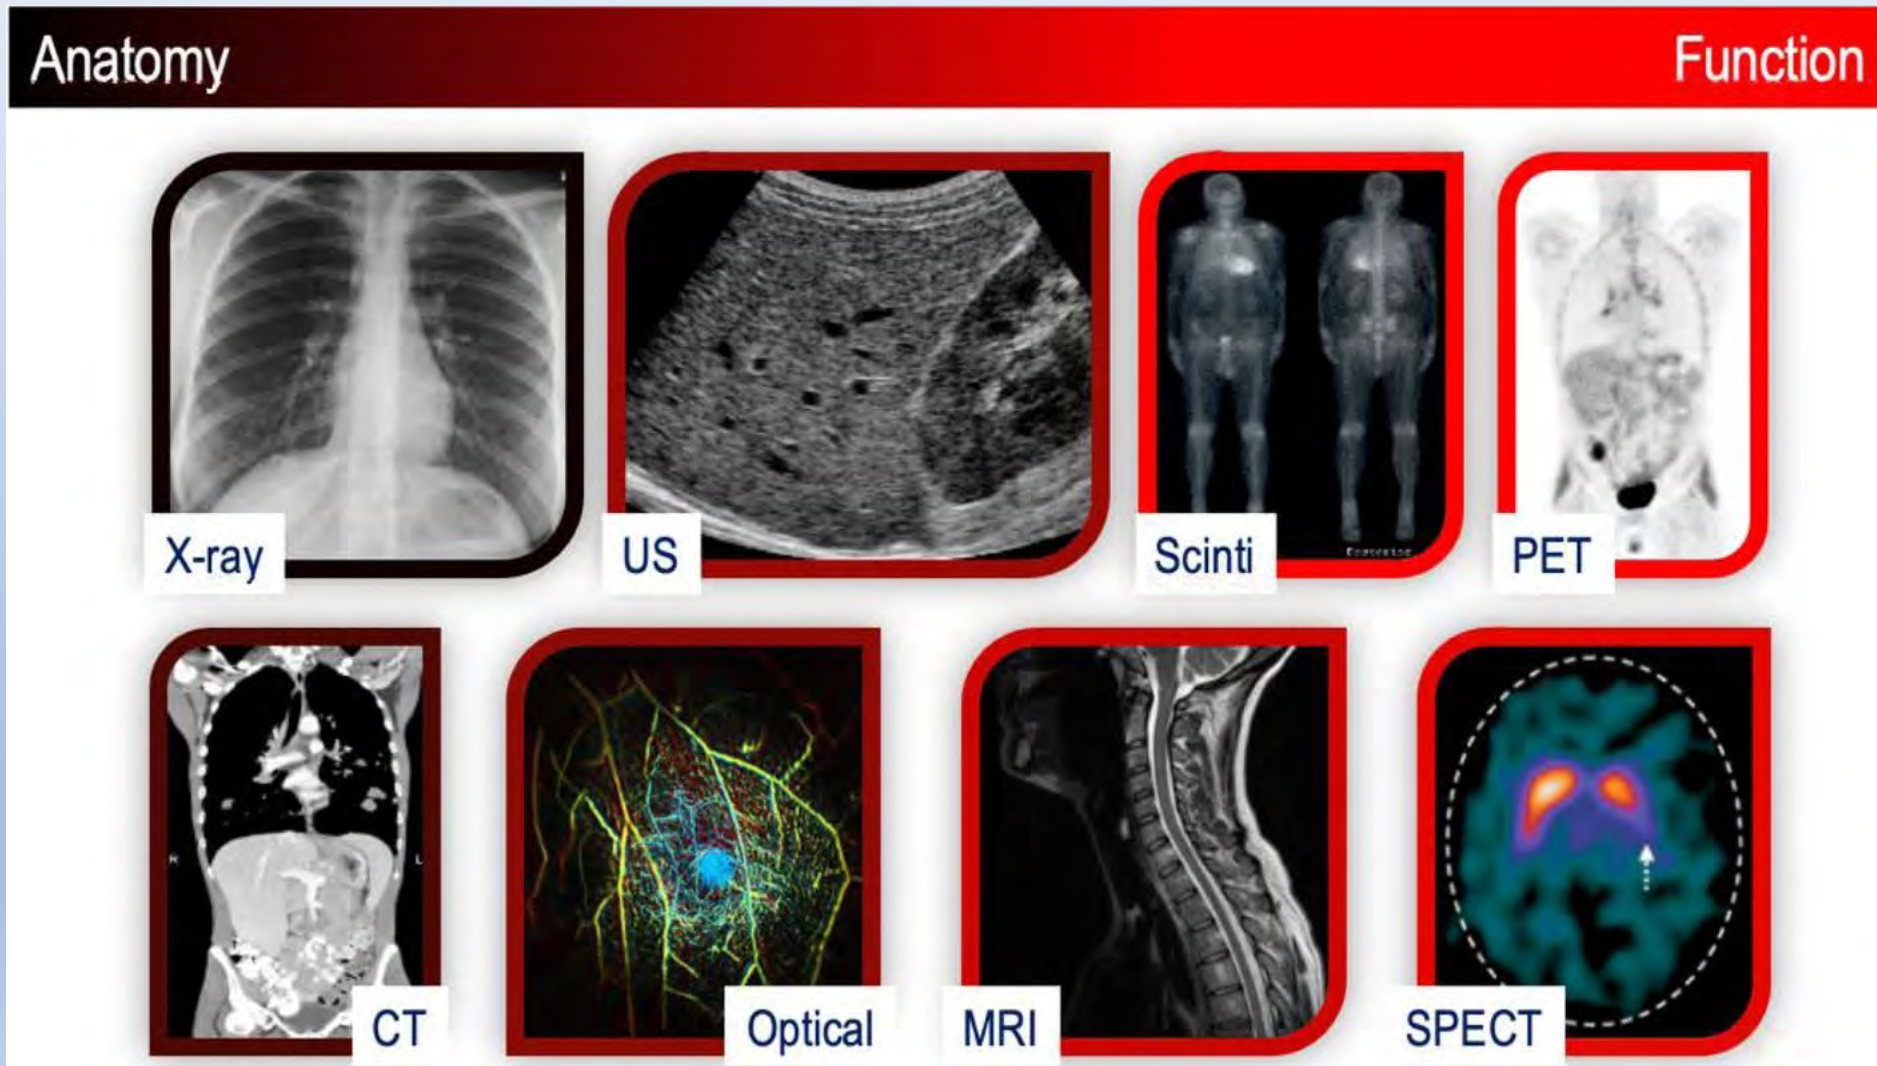 Anatomy
Function
X-ray
US
Scinti
PET
R
L
CT
Optical
MRI
SPECT